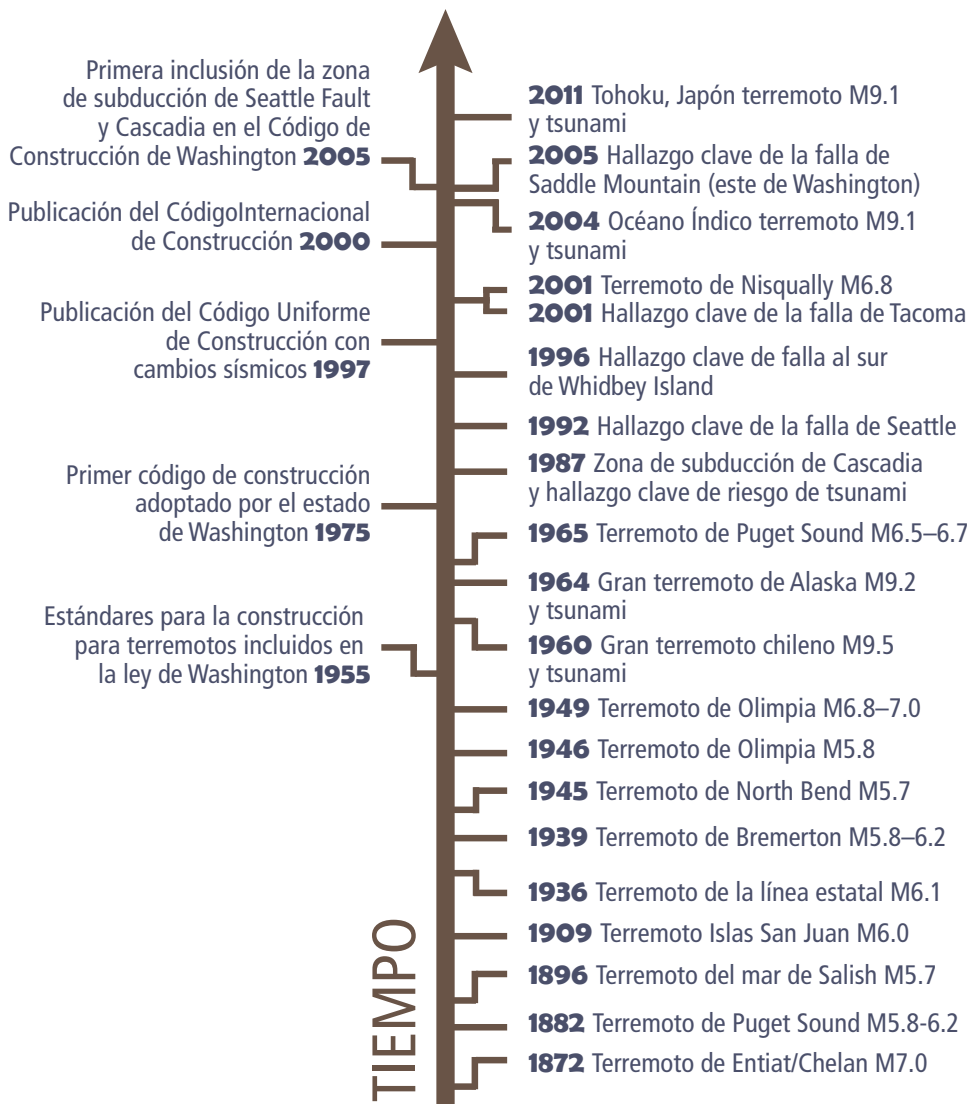 Primera inclusión de la zona
de subducción de Seattle Fault
y Cascadia en el Código de
Construcción de Washington 2005
Publicación del CódigoInternacional
de Construcción 2000
Publicación del Código Uniforme
de Construcción con
cambios sísmicos 1997
Primer código de construcción
adoptado por el estado
de Washington 1975
Estándares para la construcción
para terremotos incluidos en
la ley de Washington 1955
TIEMPO
2011 Tohoku, Japón terremoto M9.1
y tsunami
2005 Hallazgo clave de la falla de
Saddle Mountain (este de Washington)
2004 Océano Índico terremoto M9.1
y tsunami
2001 Terremoto de Nisqually M6.8
2001 Hallazgo clave de la falla de Tacoma
1996 Hallazgo clave de falla al sur
de Whidbey Island
1992 Hallazgo clave de la falla de Seattle
1987 Zona de subducción de Cascadia
y hallazgo clave de riesgo de tsunami
1965 Terremoto de Puget Sound M6.5–6.7
1964 Gran terremoto de Alaska M9.2
y tsunami
1960 Gran terremoto chileno M9.5
y tsunami
1949 Terremoto de Olimpia M6.8–7.0
1946 Terremoto de Olimpia M5.8
1945 Terremoto de North Bend M5.7
1939 Terremoto de Bremerton M5.8–6.2
1936 Terremoto de la línea estatal M6.1
1909 Terremoto Islas San Juan M6.0
1896 Terremoto del mar de Salish M5.7
1882 Terremoto de Puget Sound M5.8-6.2
1872 Terremoto de Entiat/Chelan M7.0